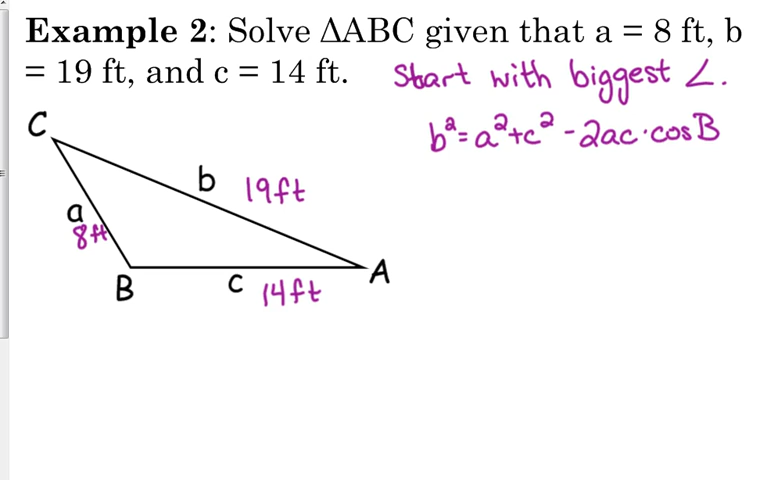 Example 2: Solve ΔABC given that a = 8 ft, b
= 19 ft, and c = 14 ft.
Start with biggest ∠.
b² = a² + c² - 2ac · cosB
C
b 19ft
a
8ft
B
c 14ft
A